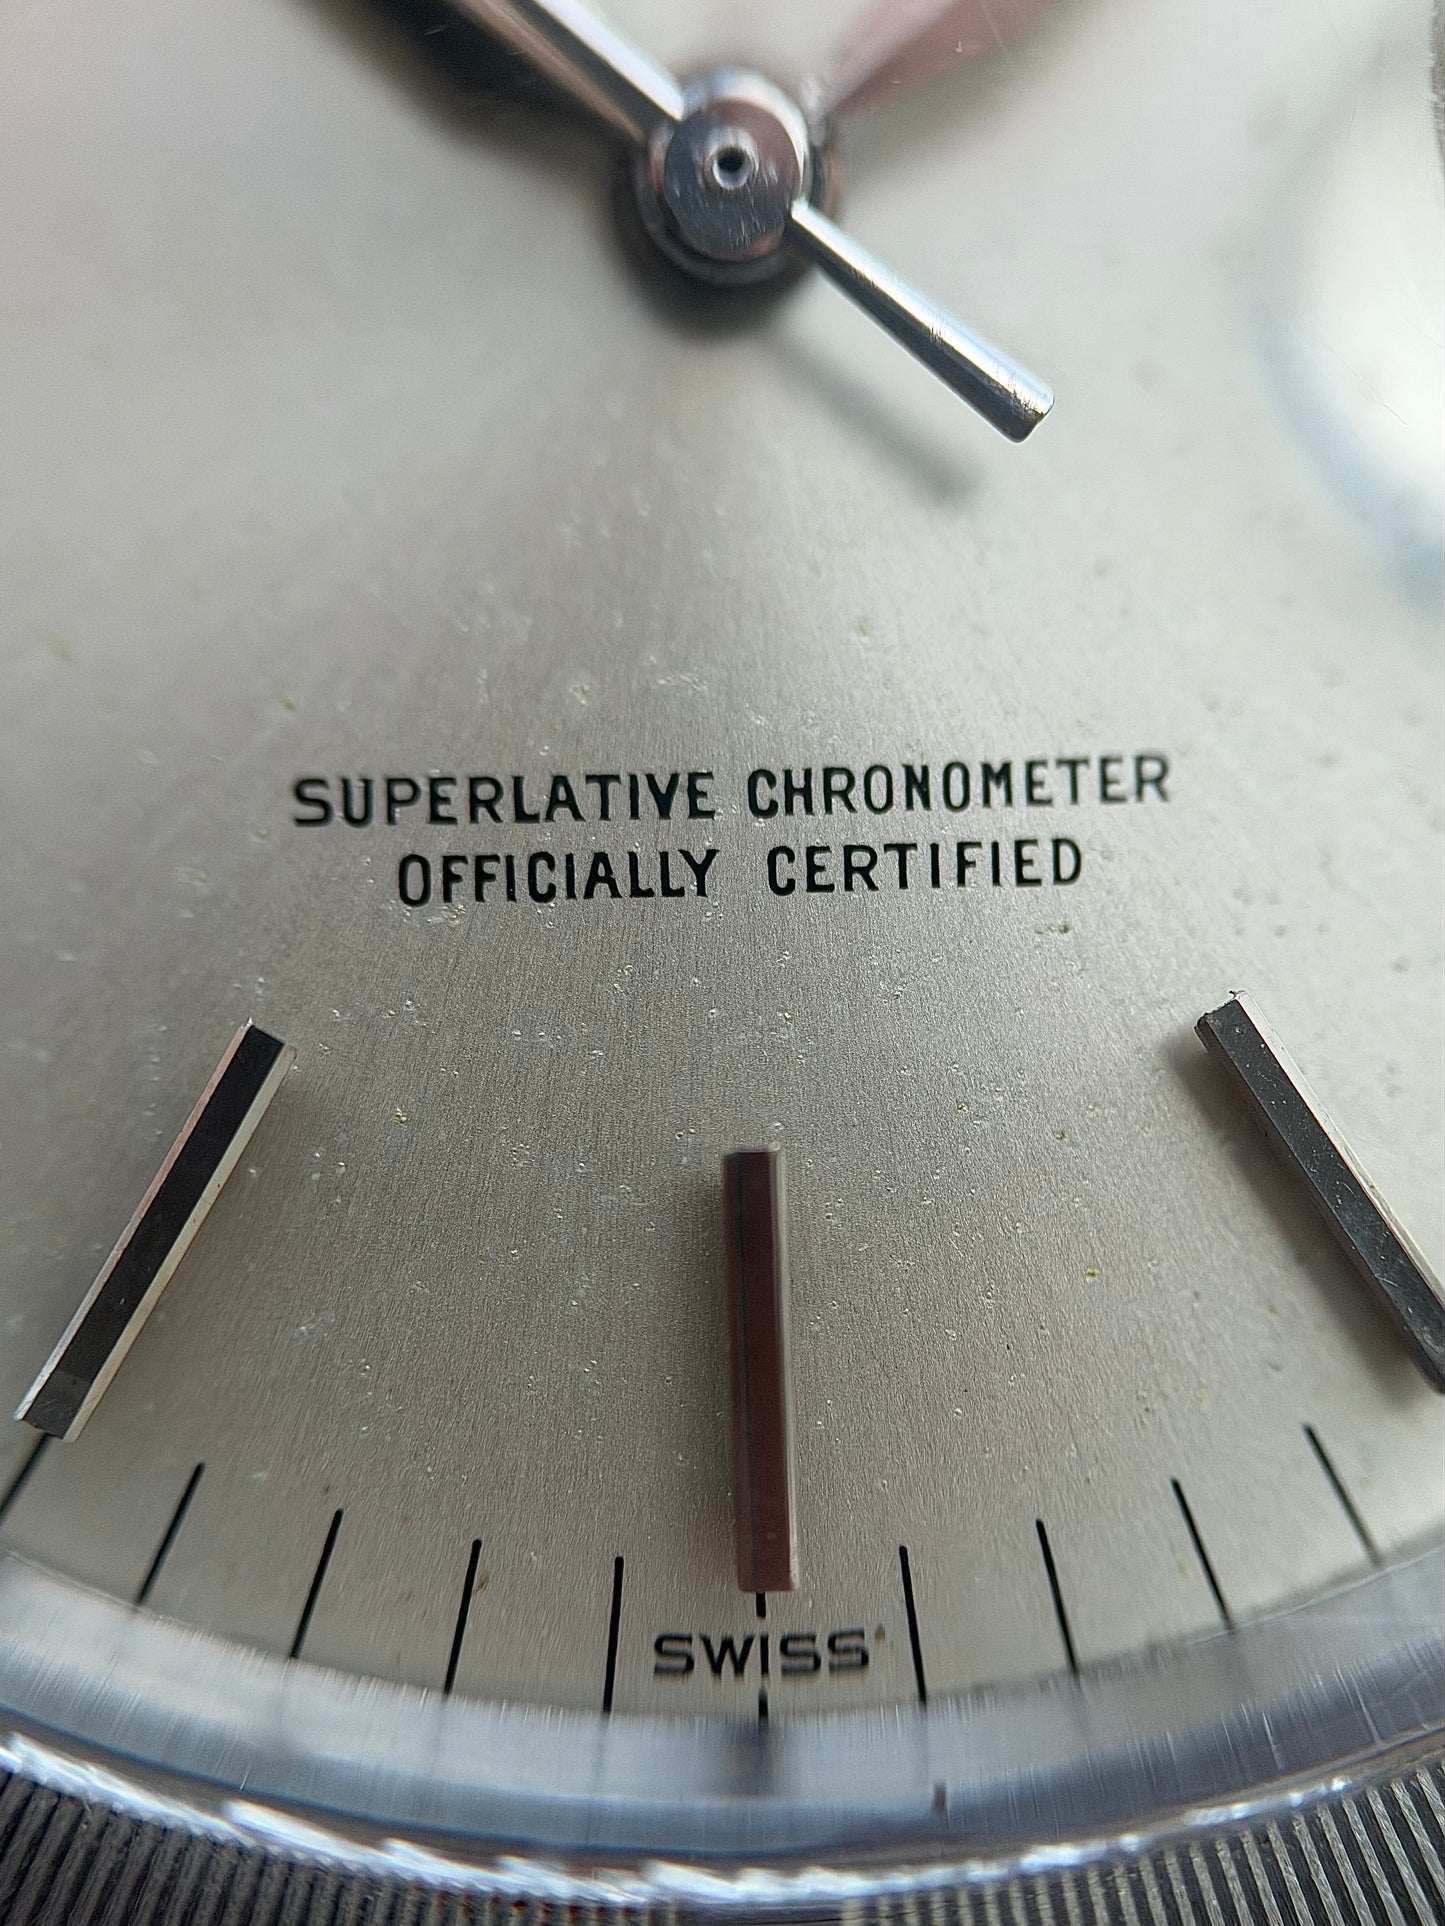 SUPERLATIVE CHRONOMETER
OFFICIALLY CERTIFIED
SWISS